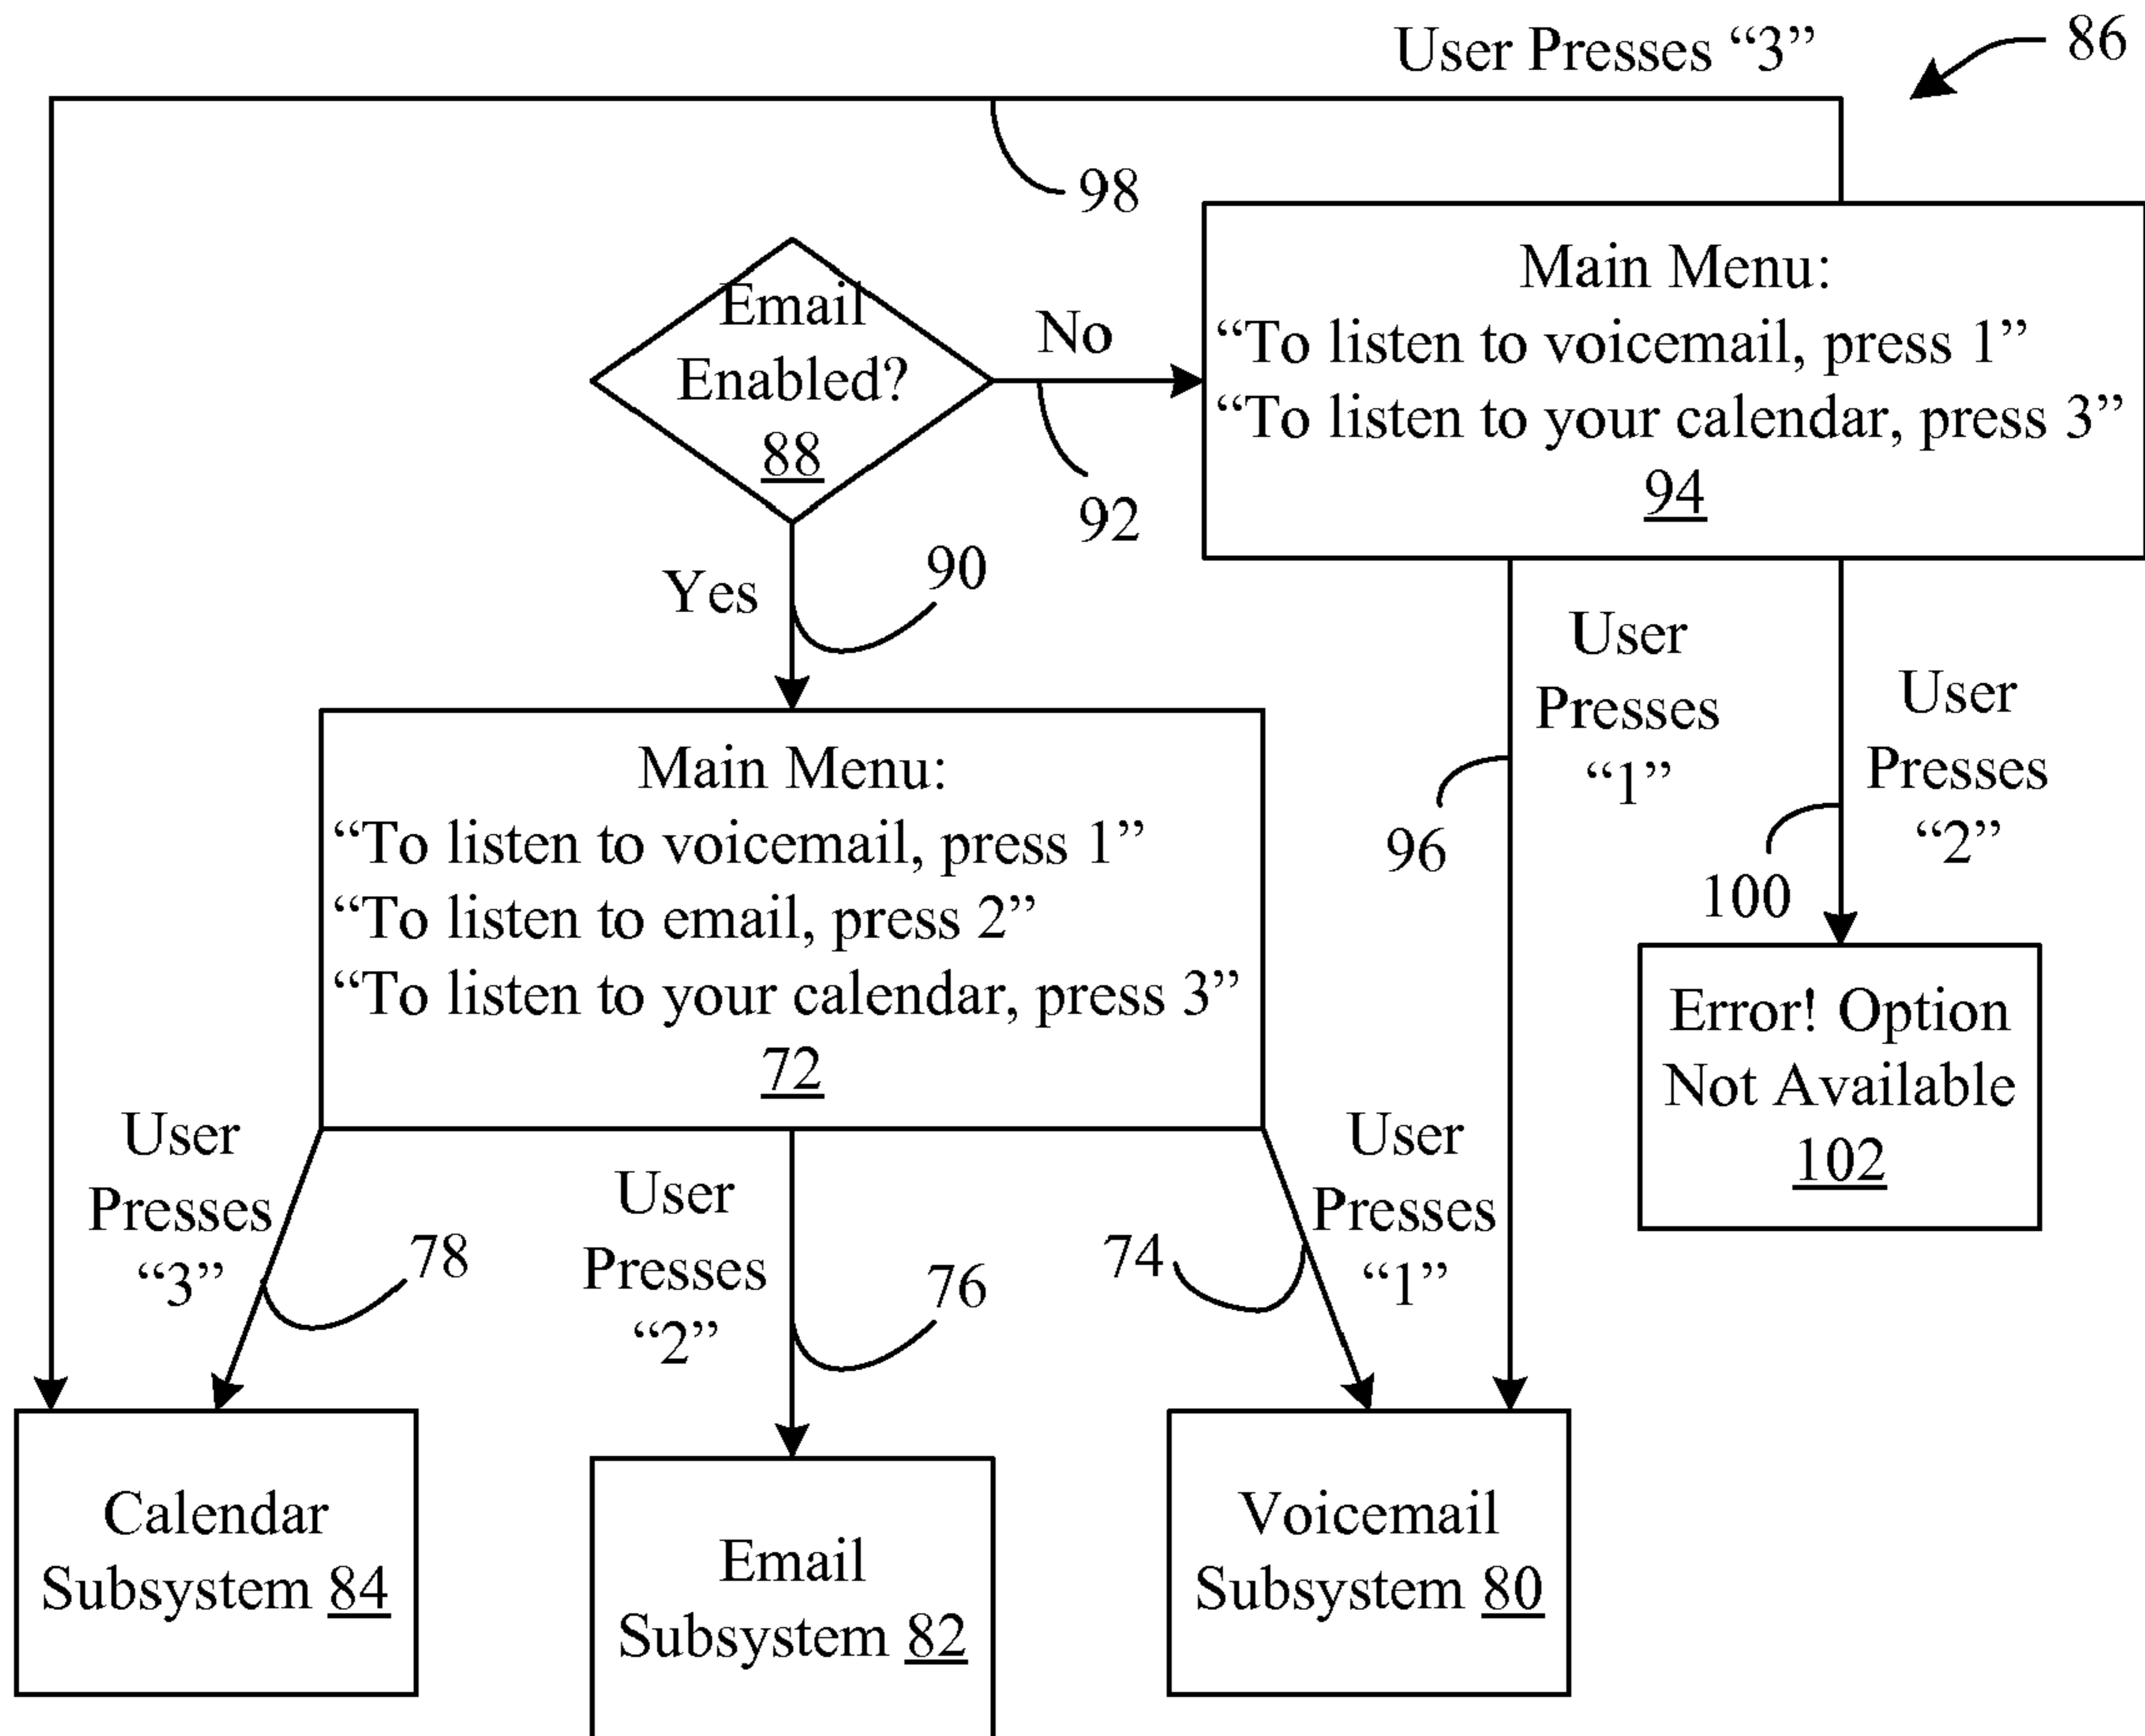 User Presses “3”
86
98
Email
Enabled?
88
No
92
Main Menu:
“To listen to voicemail, press 1”
“To listen to your calendar, press 3”
94
Yes
90
User
Presses
“1”
96
User
Presses
“2”
100
Main Menu:
“To listen to voicemail, press 1”
“To listen to email, press 2”
“To listen to your calendar, press 3”
72
Error! Option
Not Available
102
User
Presses
“3”
78
User
Presses
“2”
76
74
User
Presses
“1”
Calendar
Subsystem 84
Email
Subsystem 82
Voicemail
Subsystem 80